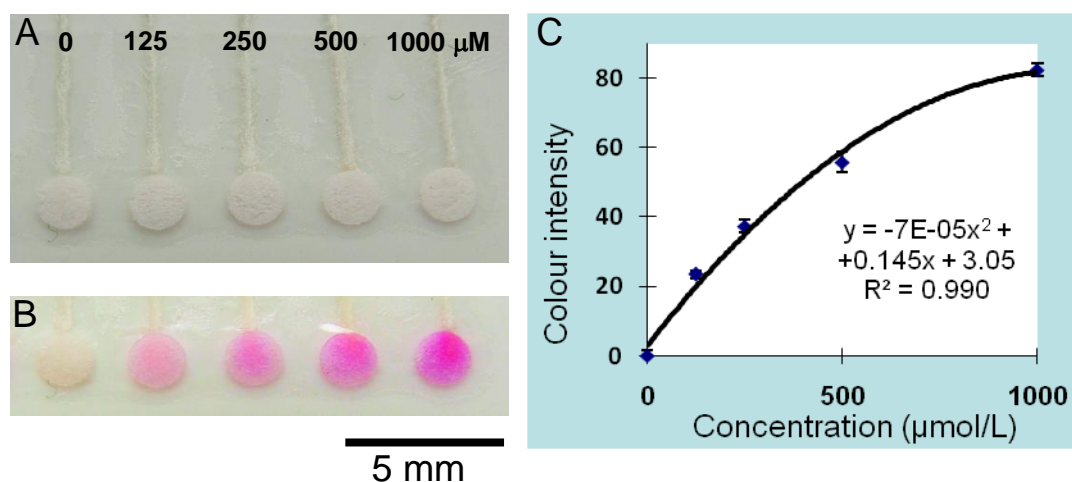 A
0 125 250 500 1000 µM
B
5 mm
C
Colour intensity
80
60
40
20
0
y = -7E-05x² +
+0.145x + 3.05
R² = 0.990
0 500 1000
Concentration (µmol/L)